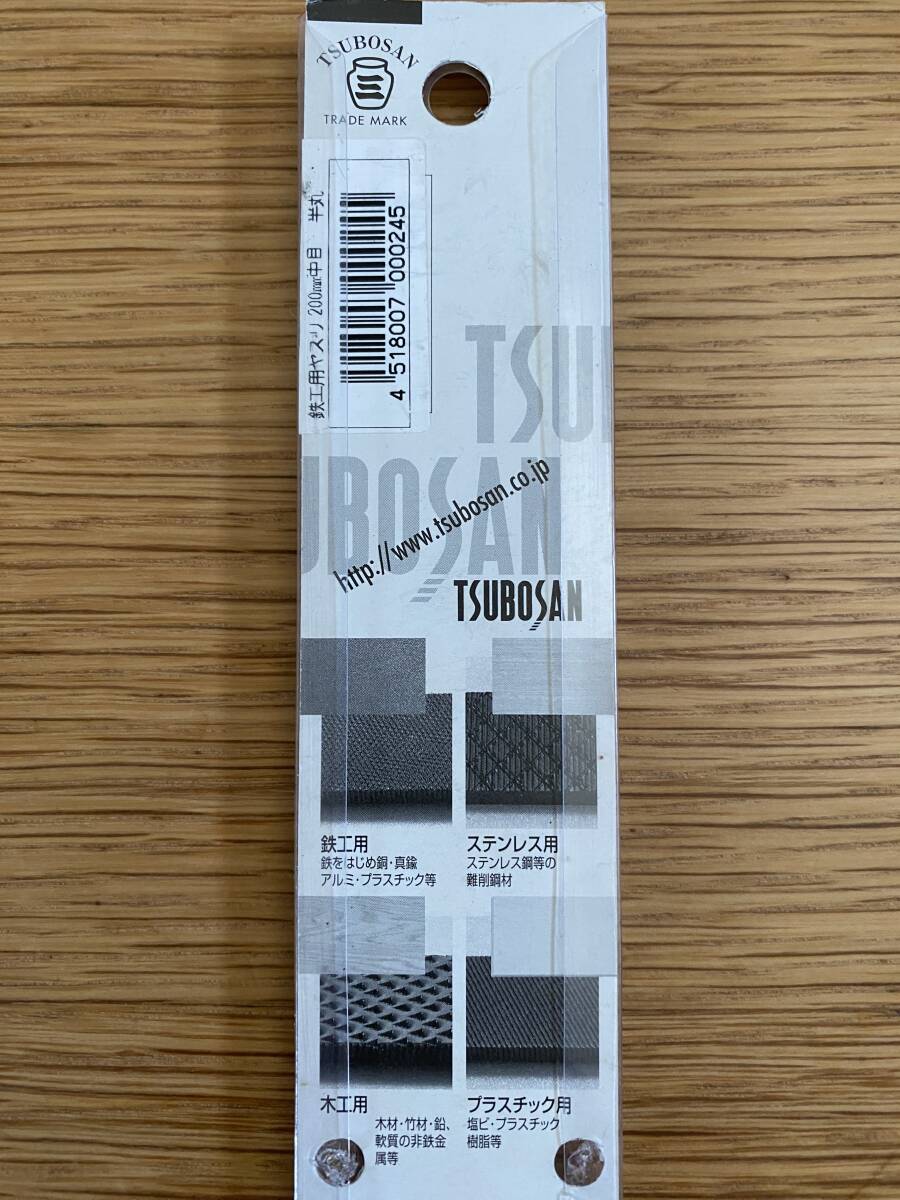 TSUBOSAN
TRADE MARK
鉄工用ヤスリ 200㎜中目 半丸
4 518007 000245
TSU
UBOSAN
http://www.tsubosan.co.jp
TSUBOSAN
鉄工用
鉄をはじめ銅・真鍮
アルミ・プラスチック等
ステンレス用
ステンレス鋼等の
難削鋼材
木工用
木材・竹材・鉛、
軟質の非鉄金
属等
プラスチック用
塩ビ・プラスチック
樹脂等